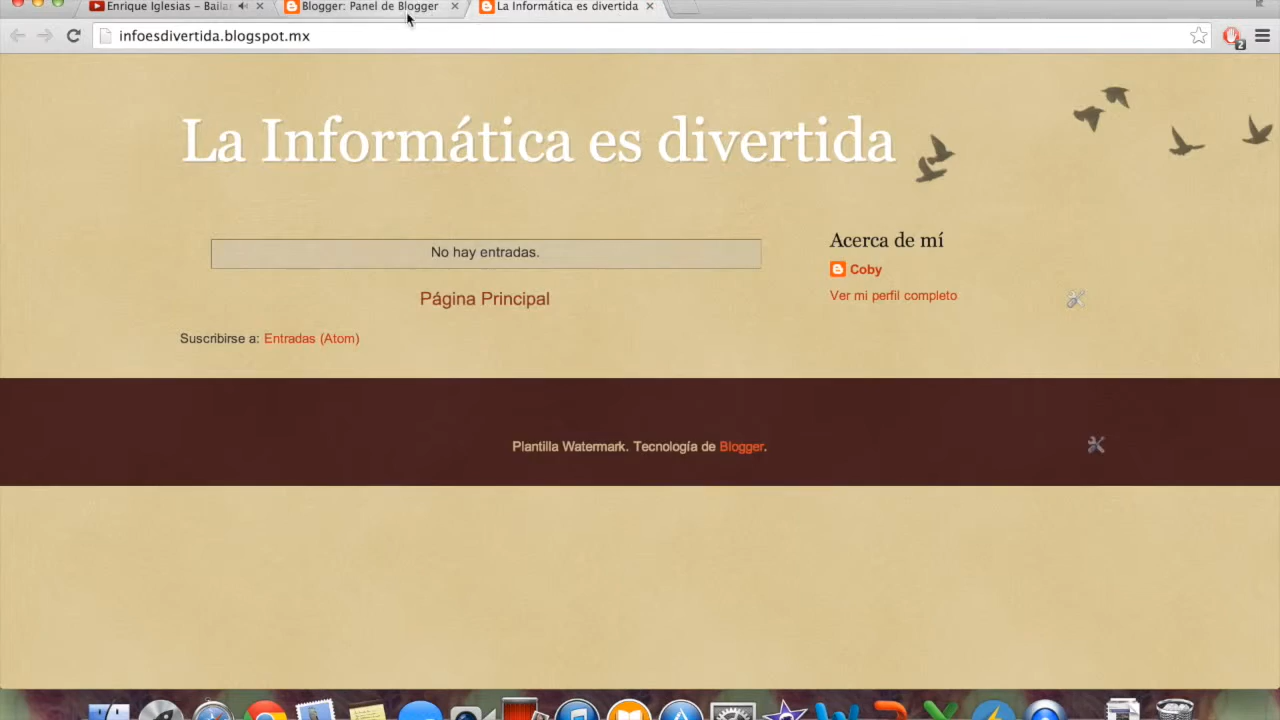 Enrique Iglesias – Baila
Blogger: Panel de Blogger
La Informática es divertida
infoesdivertida.blogspot.mx
2
La Informática es divertida
No hay entradas.
Página Principal
Suscribirse a: Entradas (Atom)
Acerca de mí
Coby
Ver mi perfil completo
Plantilla Watermark. Tecnología de Blogger.